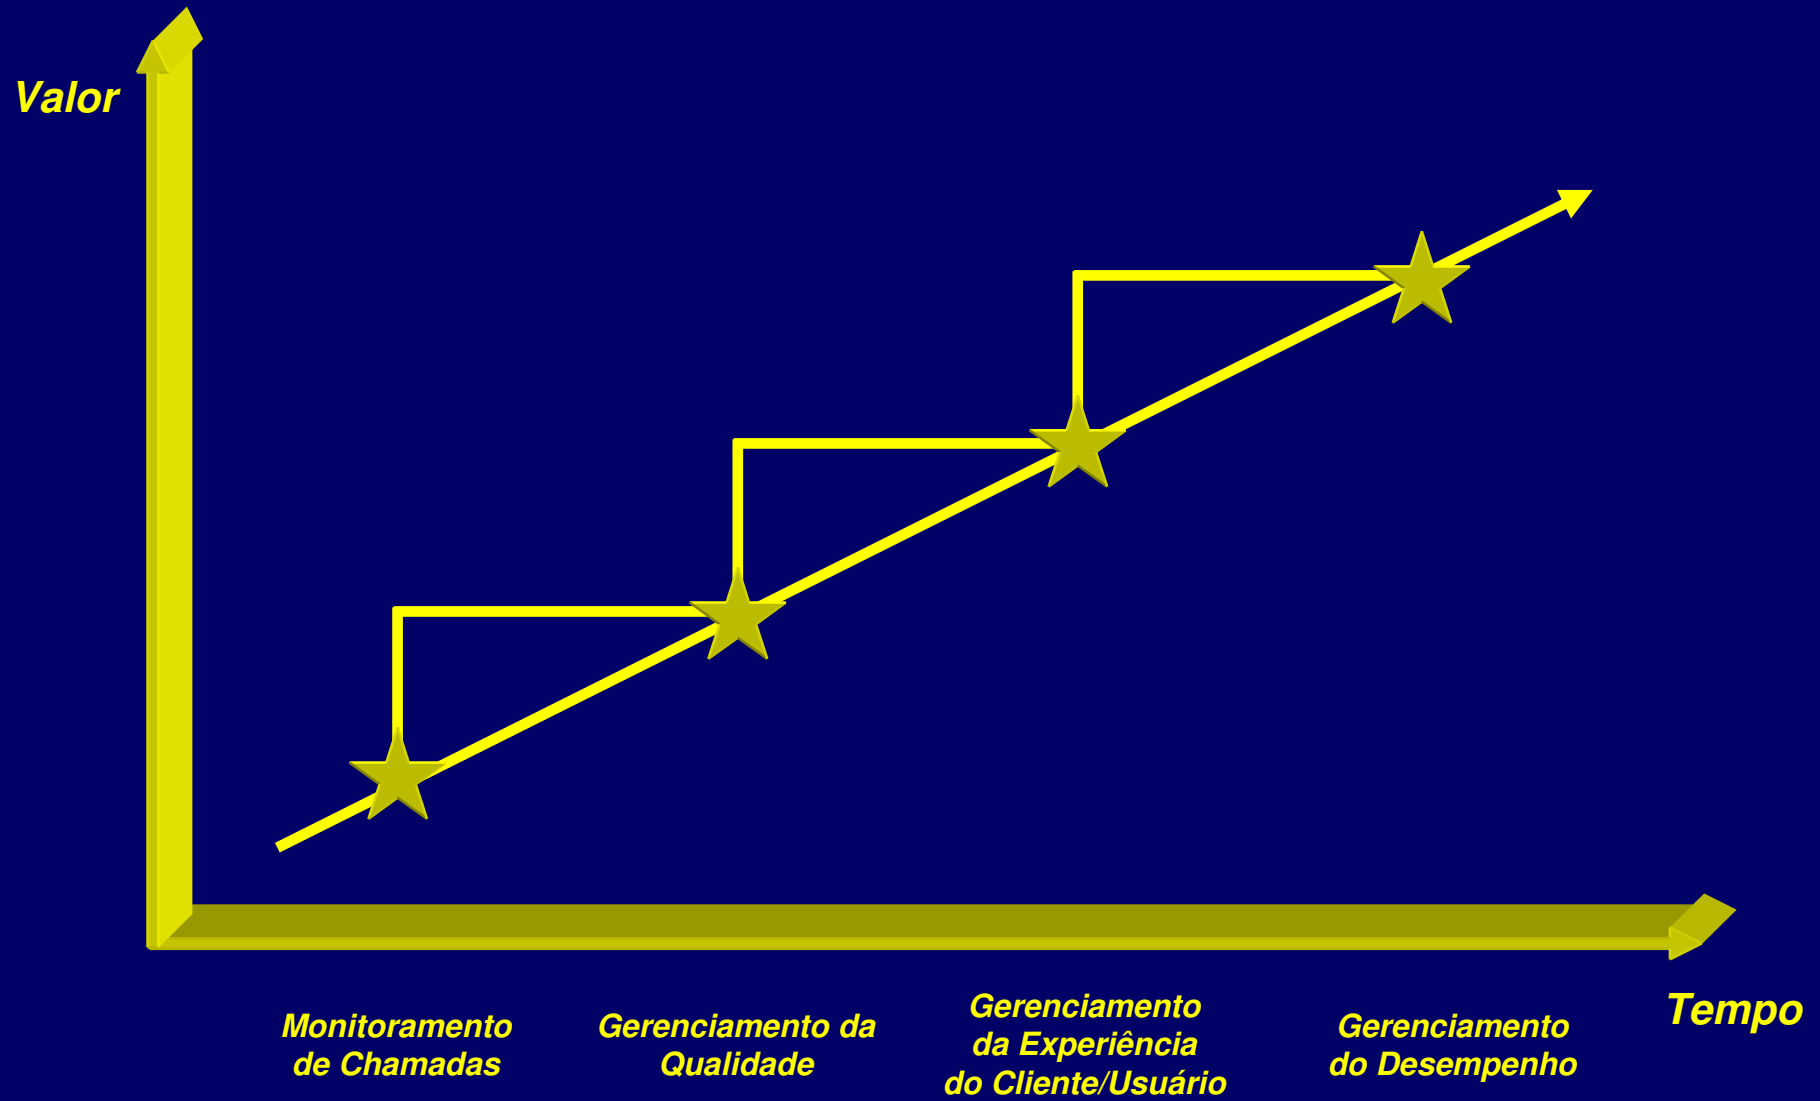 Valor
Monitoramento
de Chamadas
Gerenciamento da
Qualidade
Gerenciamento
da Experiência
do Cliente/Usuário
Gerenciamento
do Desempenho
Tempo